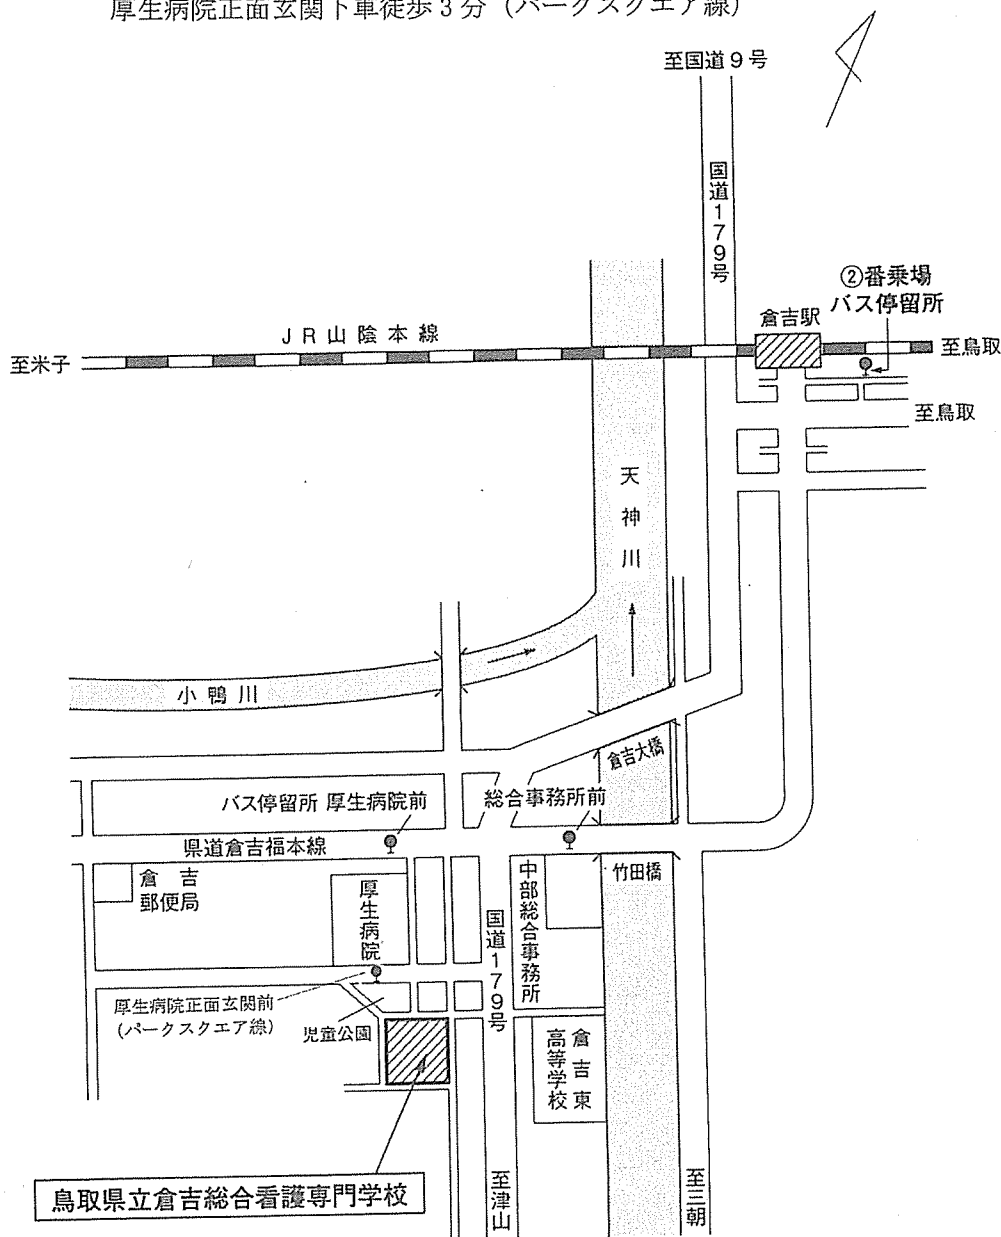 厚生病院正面玄関下車徒歩3分（パークスクエア線）
至国道9号
国道179号
②番乗場
バス停留所
倉吉駅
JR山陰本線
至米子
至鳥取
至鳥取
天神川
小鴨川
倉吉大橋
バス停留所 厚生病院前
総合事務所前
県道倉吉福本線
竹田橋
倉吉
郵便局
厚生病院
国道179号
中部総合事務所
厚生病院正面玄関前
(パークスクエア線)
児童公園
倉吉東
高等学校
鳥取県立倉吉総合看護専門学校
至津山
至三朝